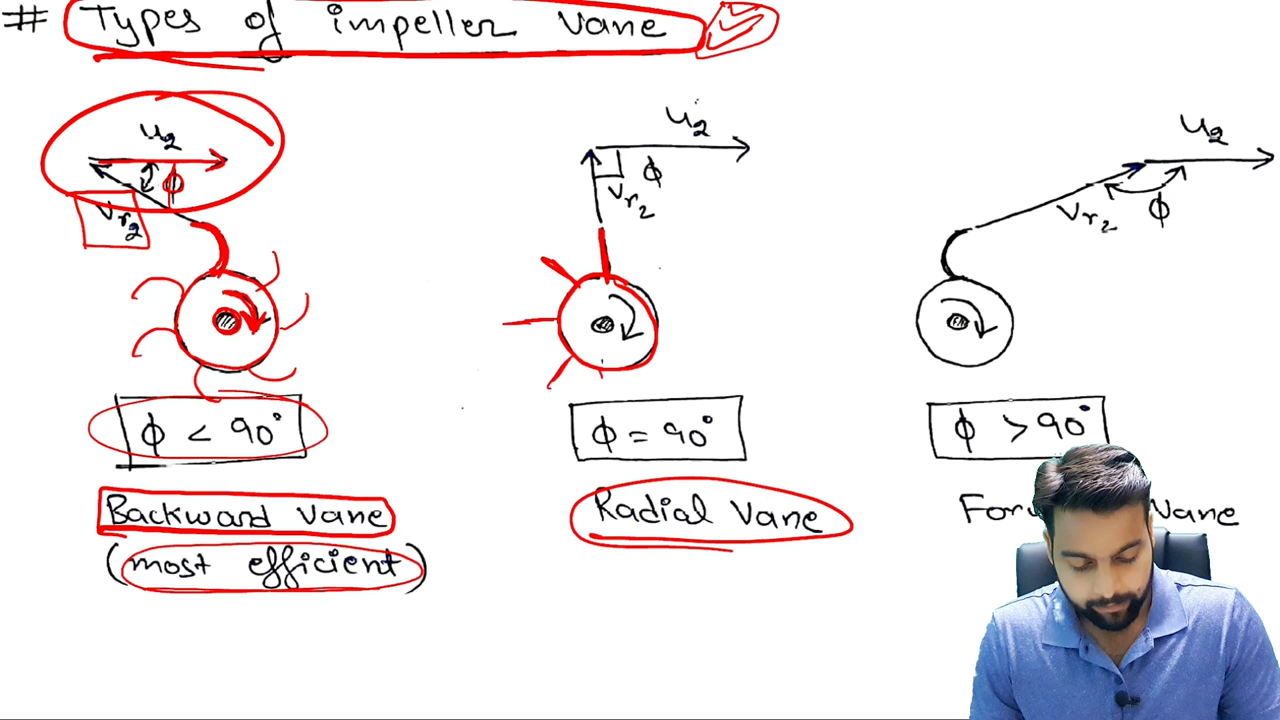 # Types of impeller vane
u2
ϕ
Vr2
u2
ϕ
Vr2
u2
Vr2
ϕ
ϕ < 90°
ϕ = 90°
ϕ > 90°
Backward vane
Radial Vane
Vane
(most efficient)